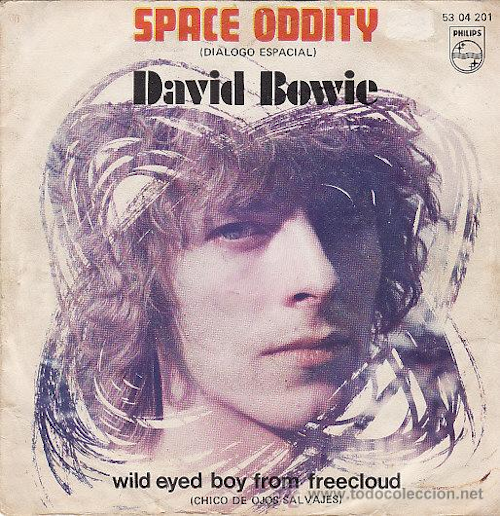 SPACE ODDITY
(DIALOGO ESPACIAL)
53 04 201
PHILIPS
David Bowie
wild eyed boy from freecloud
(CHICO DE OJOS SALVAJES)
www.todocoleccion.net